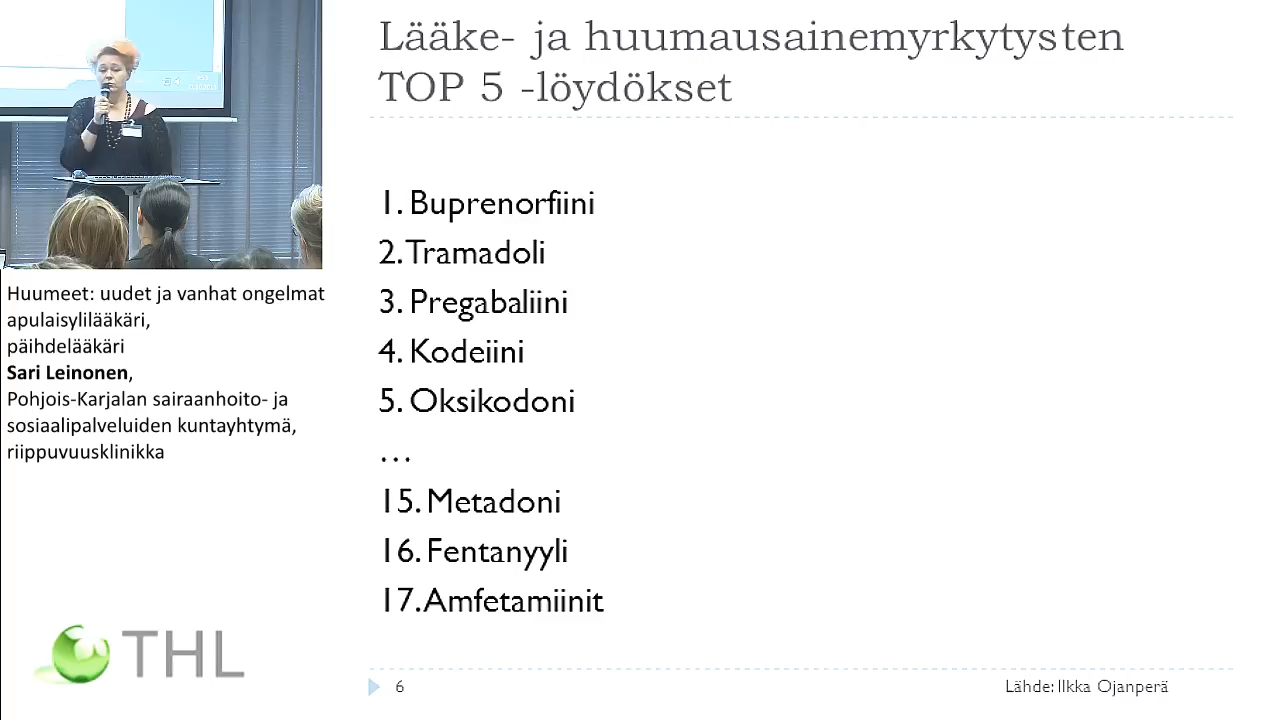 Lääke- ja huumausainemyrkytysten
TOP 5 -löydökset
1. Buprenorfiini
2. Tramadoli
3. Pregabaliini
4. Kodeiini
5. Oksikodoni
…
15. Metadoni
16. Fentanyyli
17. Amfetamiinit
Huumeet: uudet ja vanhat ongelmat
apulaisylilääkäri,
päihdelääkäri
Sari Leinonen,
Pohjois-Karjalan sairaanhoito- ja
sosiaalipalveluiden kuntayhtymä,
riippuvuusklinikka
THL
6
Lähde: Ilkka Ojanperä